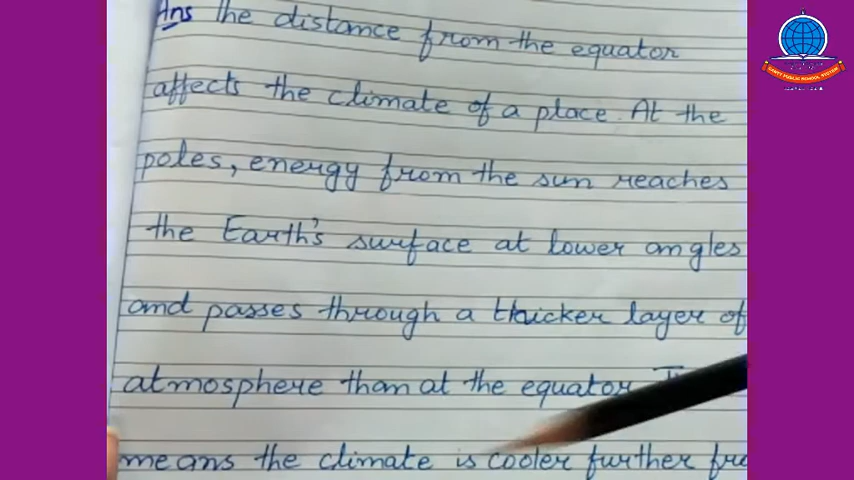 Ans The distance from the equator
affects the climate of a place. At the
poles, energy from the sun reaches
the Earth's surface at lower angles
and passes through a thicker layer of
atmosphere than at the equator
means the climate is cooler further